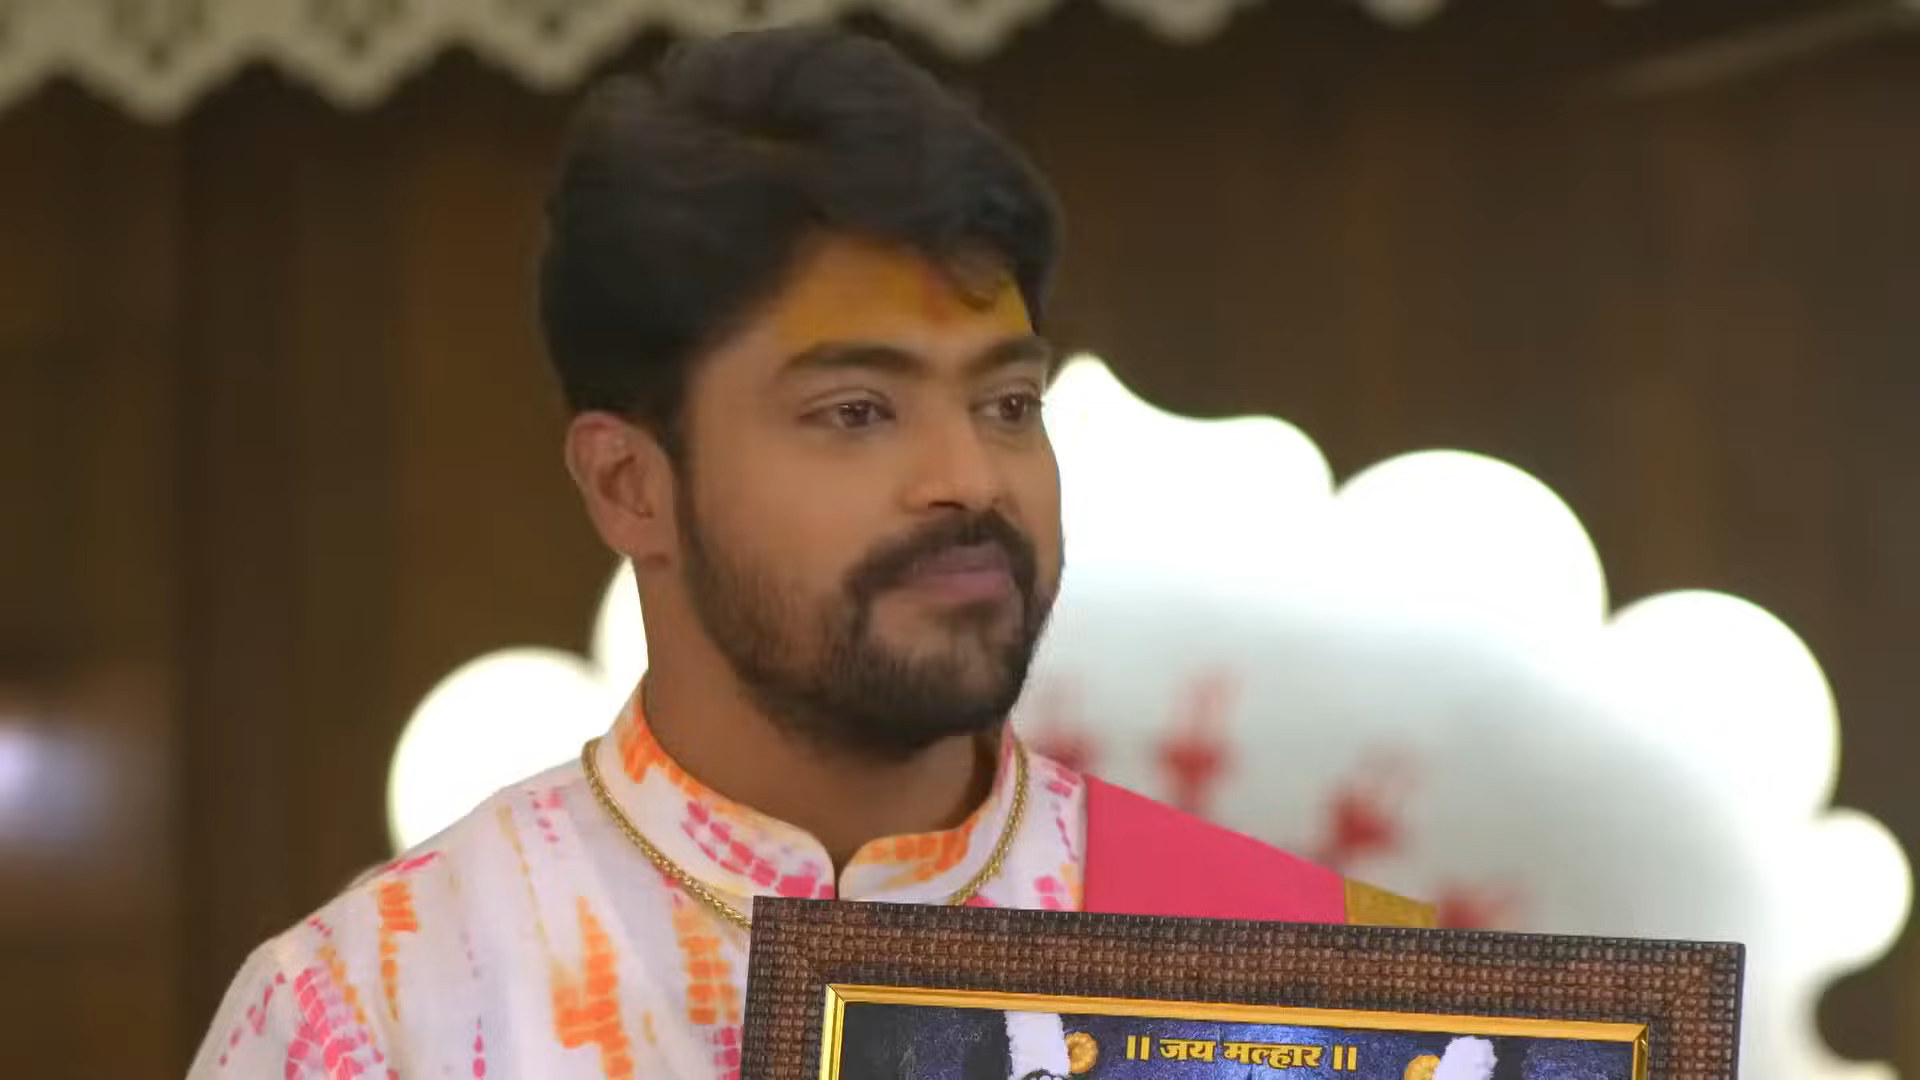 ॥ जय मल्हार ॥